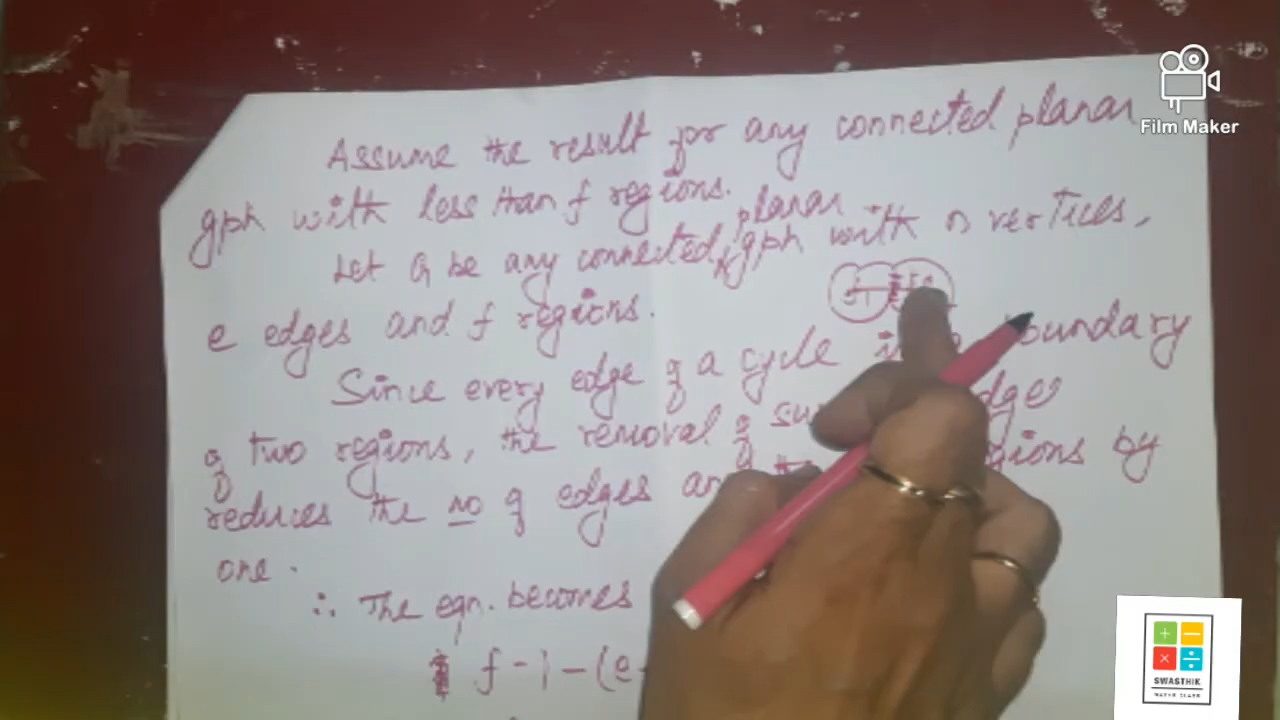 Assume the result for any connected planar
gph with less than f regions.
Let G be any connected planar gph with n vertices,
e edges and f regions.
Since every edge of a cycle boundary
of two regions, the removal of
reduces the no of edges regions by
one.
∴ The eqn. becomes
f - 1 - (e
Film Maker
SWASTHIK